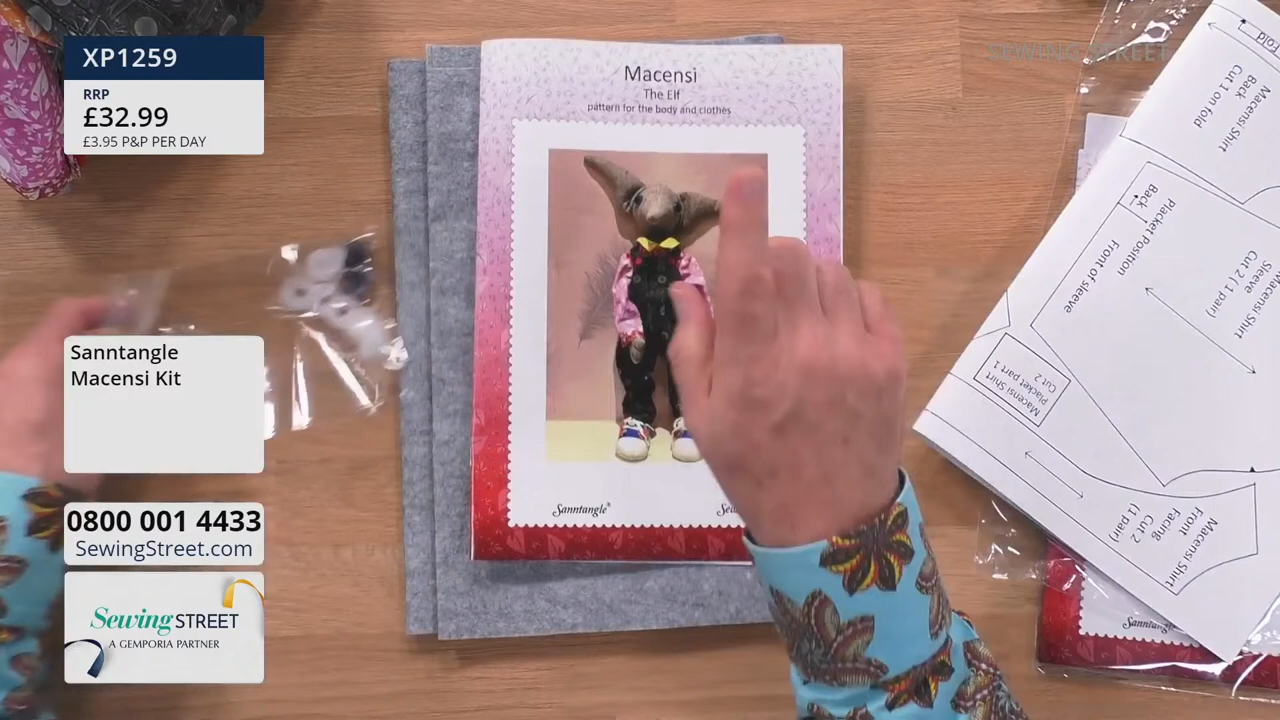 XP1259
RRP
£32.99
£3.95 P&P PER DAY
Sanntangle
Macensi Kit
0800 001 4433
SewingStreet.com
Sewing STREET
A GEMPORIA PARTNER
SEWING STREET
Macensi
The Elf
pattern for the body and clothes
Sanntangle®
Macensi Shirt
Back
Cut 1 on fold
fold
Back
Placket Position
Front of sleeve
Macensi Shirt
Sleeve
Cut 2 (1 pair)
Macensi Shirt
Placket part 1
Cut 2
Macensi Shirt
Front
Facing
Cut 2
(1 pair)